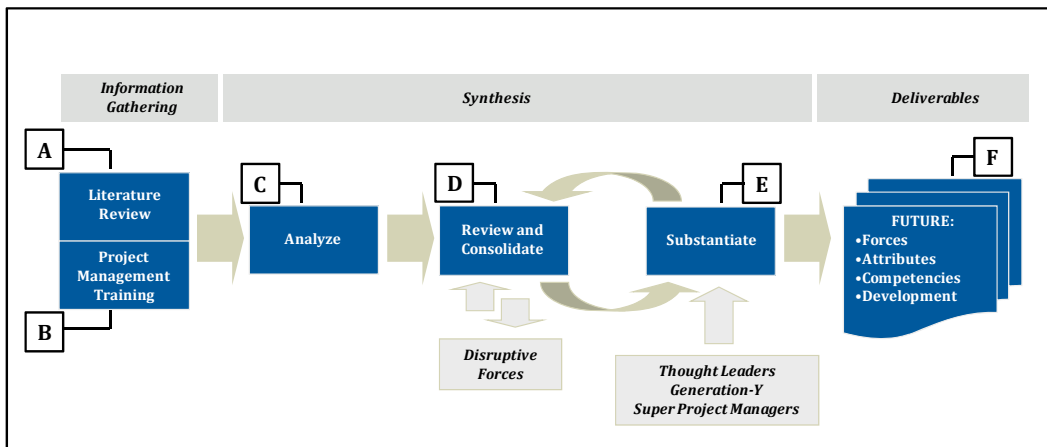 Information
Gathering
Synthesis
Deliverables
A
Literature
Review
Project
Management
Training
B
C
Analyze
D
Review and
Consolidate
E
Substantiate
F
FUTURE:
•Forces
•Attributes
•Competencies
•Development
Disruptive
Forces
Thought Leaders
Generation-Y
Super Project Managers